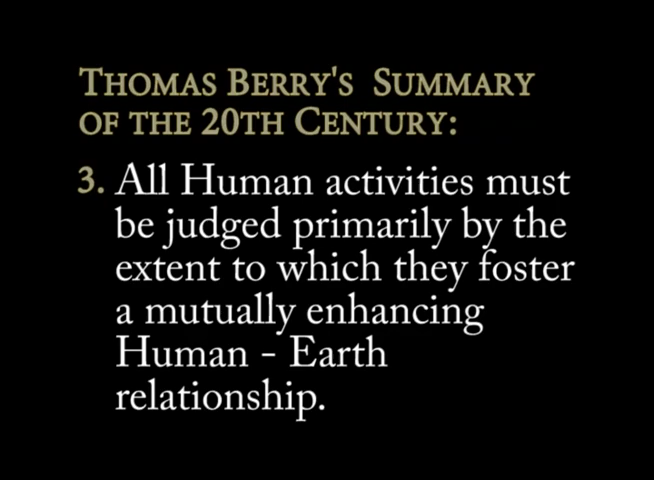 THOMAS BERRY'S SUMMARY
OF THE 20TH CENTURY:
3. All Human activities must
be judged primarily by the
extent to which they foster
a mutually enhancing
Human - Earth
relationship.